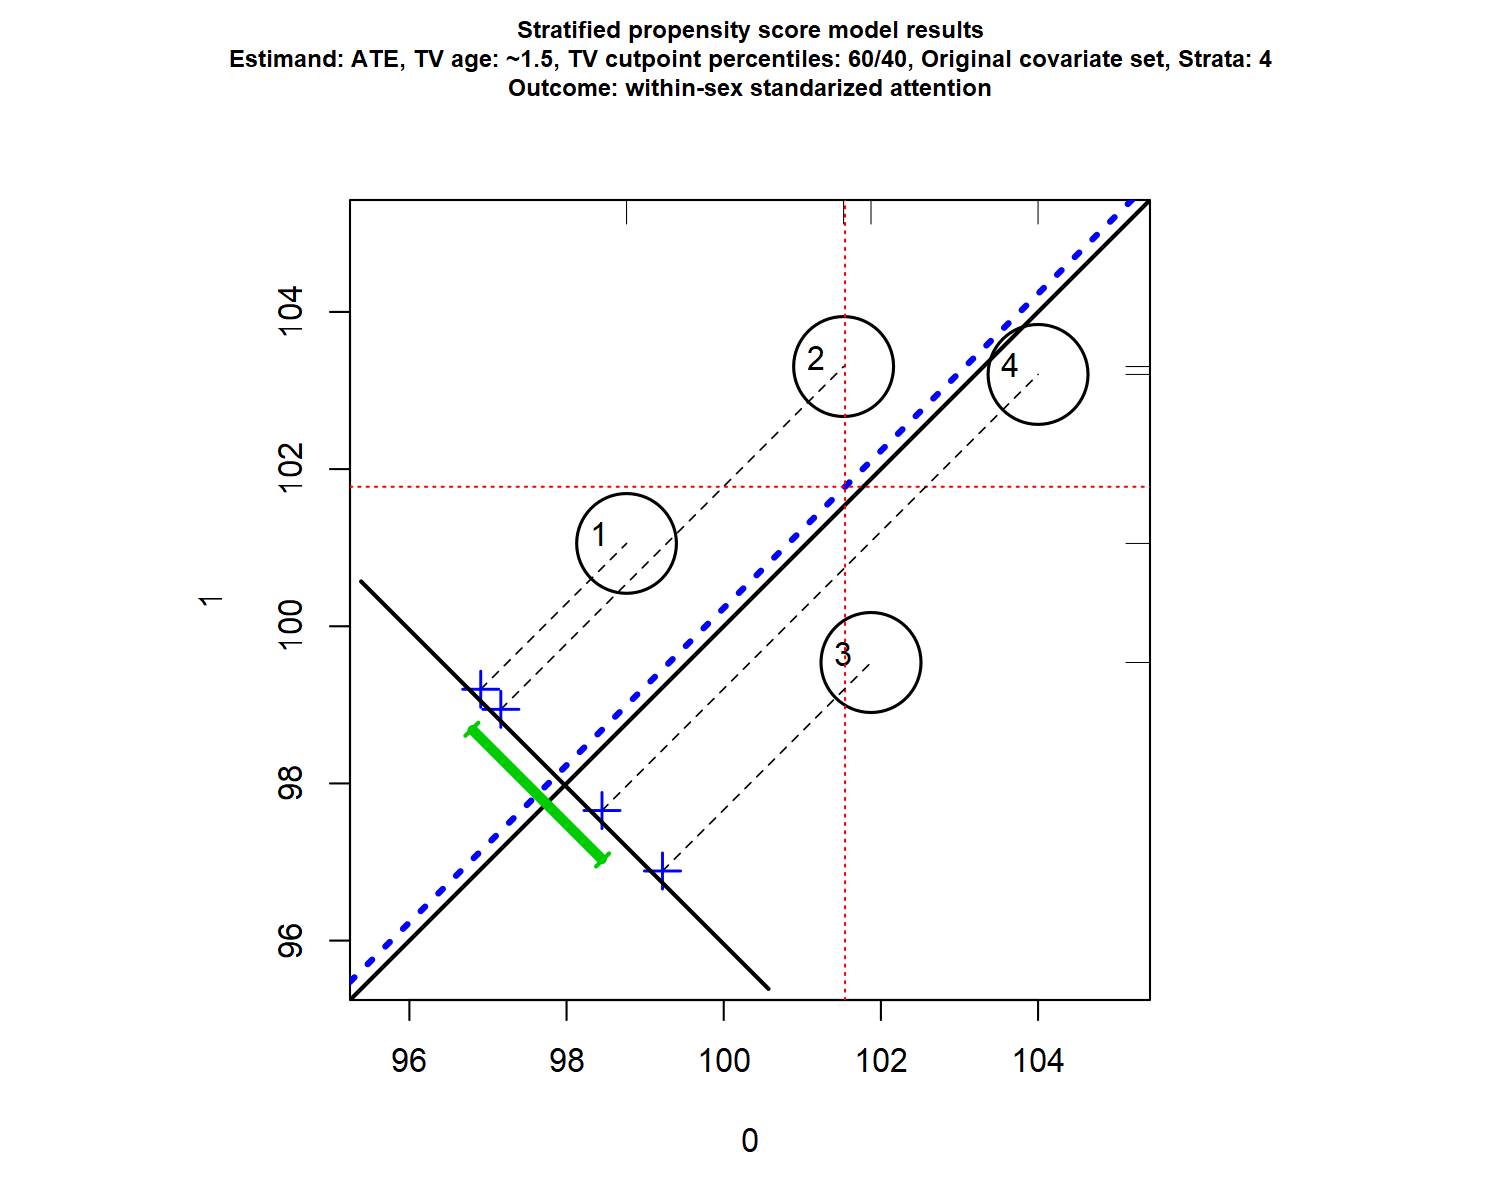 Stratified propensity score model results
Estimand: ATE, TV age: ~1.5, TV cutpoint percentiles: 60/40, Original covariate set, Strata: 4
Outcome: within-sex standarized attention
104
102
100
98
96
1
2
4
1
3
96 98 100 102 104
0